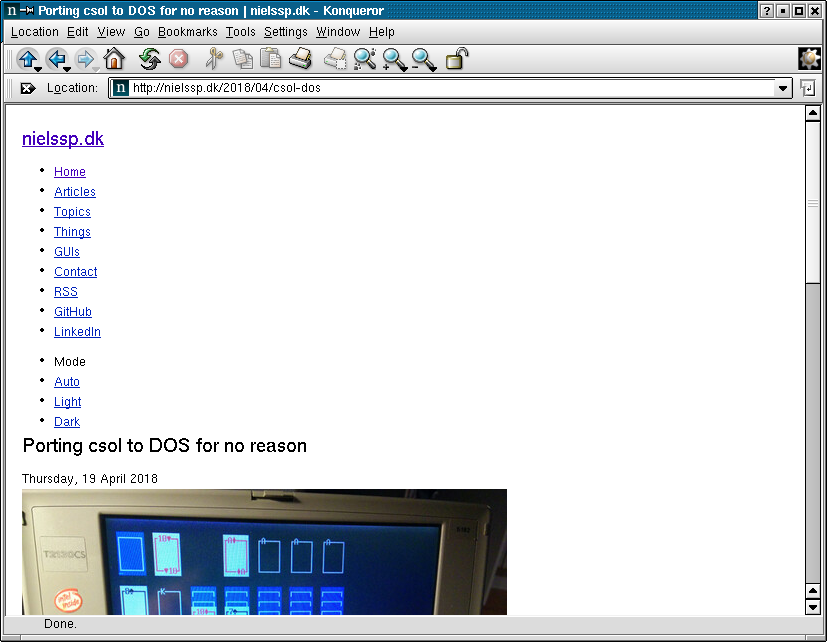 n Porting csol to DOS for no reason | nielssp.dk - Konqueror
Location Edit View Go Bookmarks Tools Settings Window Help
Location: n http://nielssp.dk/2018/04/csol-dos
nielssp.dk
Home
Articles
Topics
Things
GUIs
Contact
RSS
GitHub
LinkedIn
Mode
Auto
Light
Dark
Porting csol to DOS for no reason
Thursday, 19 April 2018
10♥ A♦ A A A
T2130CS
♥10 ♦A
intel inside
K
Done.